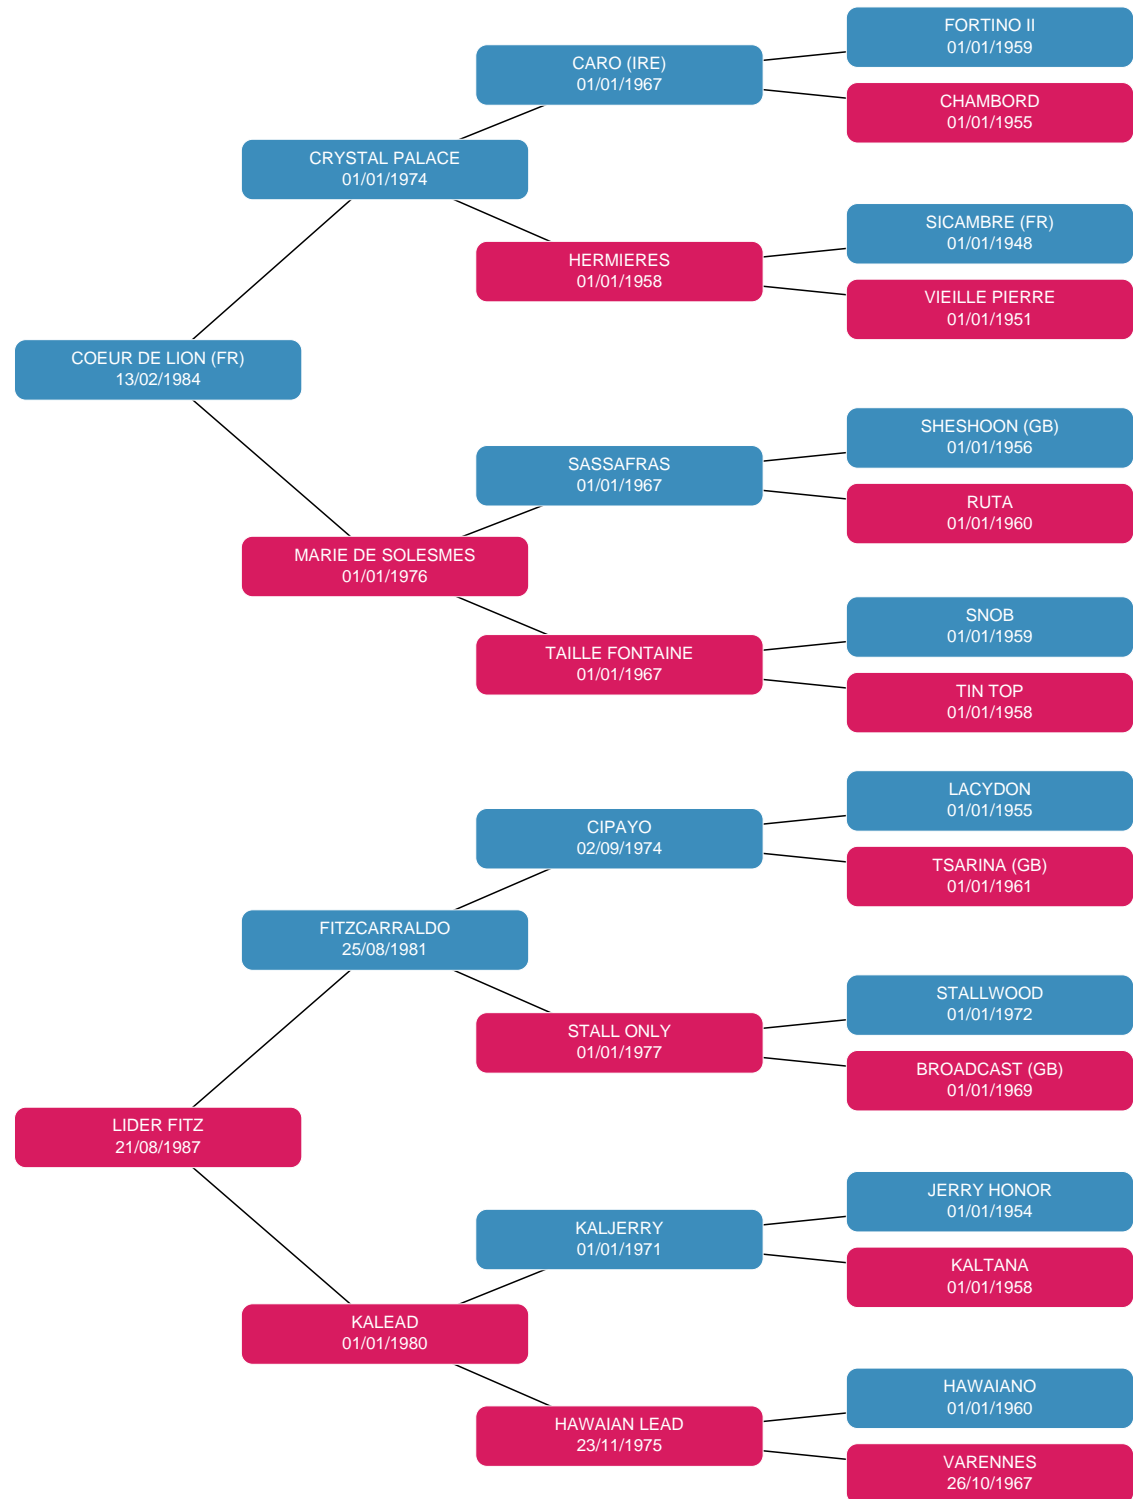 FORTINO II
01/01/1959
CARO (IRE)
01/01/1967
CHAMBORD
01/01/1955
CRYSTAL PALACE
01/01/1974
SICAMBRE (FR)
01/01/1948
HERMIERES
01/01/1958
VIEILLE PIERRE
01/01/1951
COEUR DE LION (FR)
13/02/1984
SHESHOON (GB)
01/01/1956
SASSAFRAS
01/01/1967
RUTA
01/01/1960
MARIE DE SOLESMES
01/01/1976
SNOB
01/01/1959
TAILLE FONTAINE
01/01/1967
TIN TOP
01/01/1958
LACYDON
01/01/1955
CIPAYO
02/09/1974
TSARINA (GB)
01/01/1961
FITZCARRALDO
25/08/1981
STALLWOOD
01/01/1972
STALL ONLY
01/01/1977
BROADCAST (GB)
01/01/1969
LIDER FITZ
21/08/1987
JERRY HONOR
01/01/1954
KALJERRY
01/01/1971
KALTANA
01/01/1958
KALEAD
01/01/1980
HAWAIANO
01/01/1960
HAWAIAN LEAD
23/11/1975
VARENNES
26/10/1967